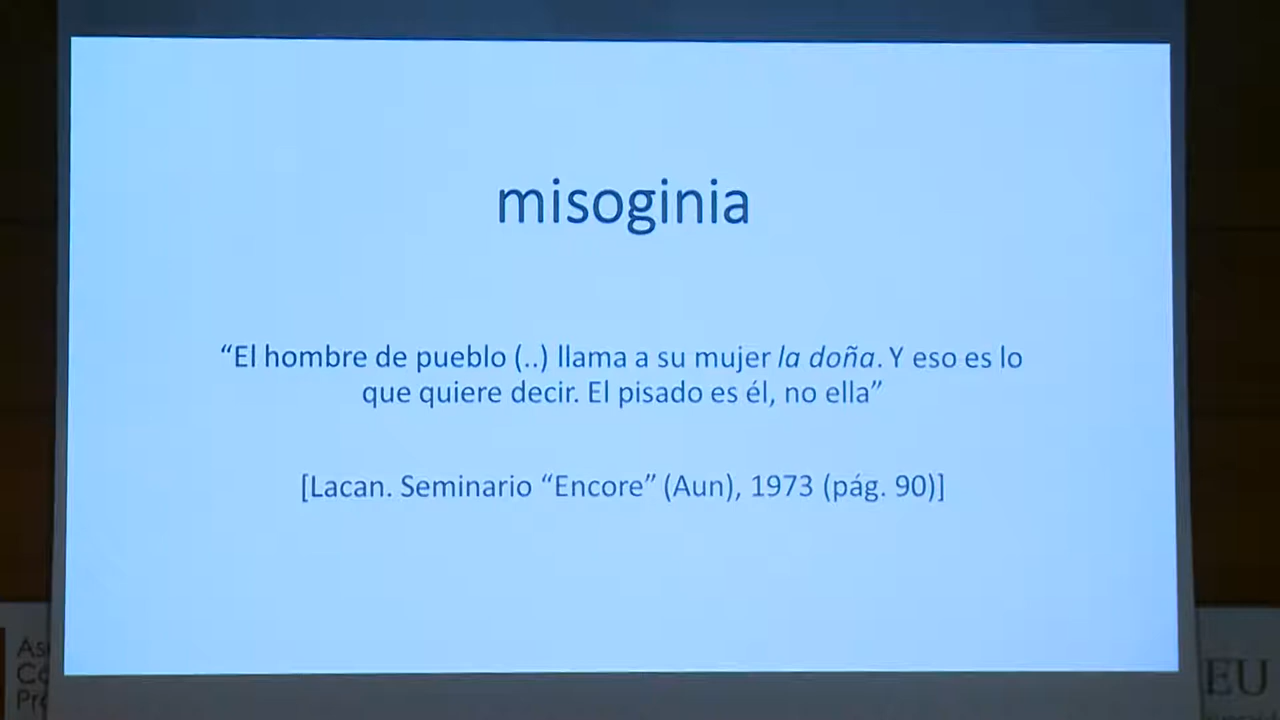 misoginia
“El hombre de pueblo (..) llama a su mujer la doña. Y eso es lo
que quiere decir. El pisado es él, no ella”
[Lacan. Seminario “Encore” (Aun), 1973 (pág. 90)]
EU